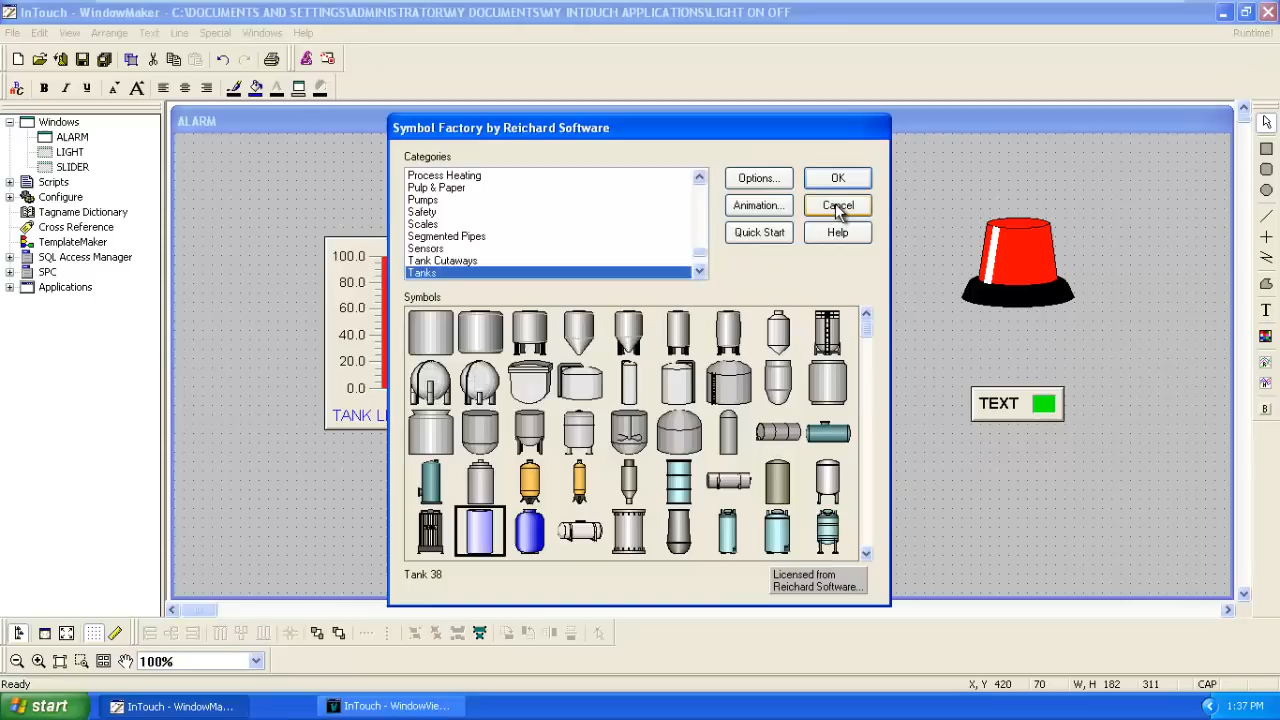 InTouch - WindowMaker - C:\DOCUMENTS AND SETTINGS\ADMINISTRATOR\MY DOCUMENTS\MY INTOUCH APPLICATIONS\LIGHT ON OFF
File Edit View Arrange Text Line Special Windows Help Runtime!
Windows
ALARM
LIGHT
SLIDER
Scripts
Configure
Tagname Dictionary
Cross Reference
TemplateMaker
SQL Access Manager
SPC
Applications
ALARM
100.0
80.0
60.0
40.0
20.0
0.0
TANK L
Symbol Factory by Reichard Software
Categories
Process Heating
Pulp & Paper
Pumps
Safety
Scales
Segmented Pipes
Sensors
Tank Cutaways
Tanks
Options... OK
Animation... Cancel
Quick Start Help
Symbols
Tank 38
Licensed from
Reichard Software...
TEXT
100%
Ready X, Y 420 70 W, H 182 311 CAP
start InTouch - WindowMa... InTouch - WindowVie... 1:37 PM